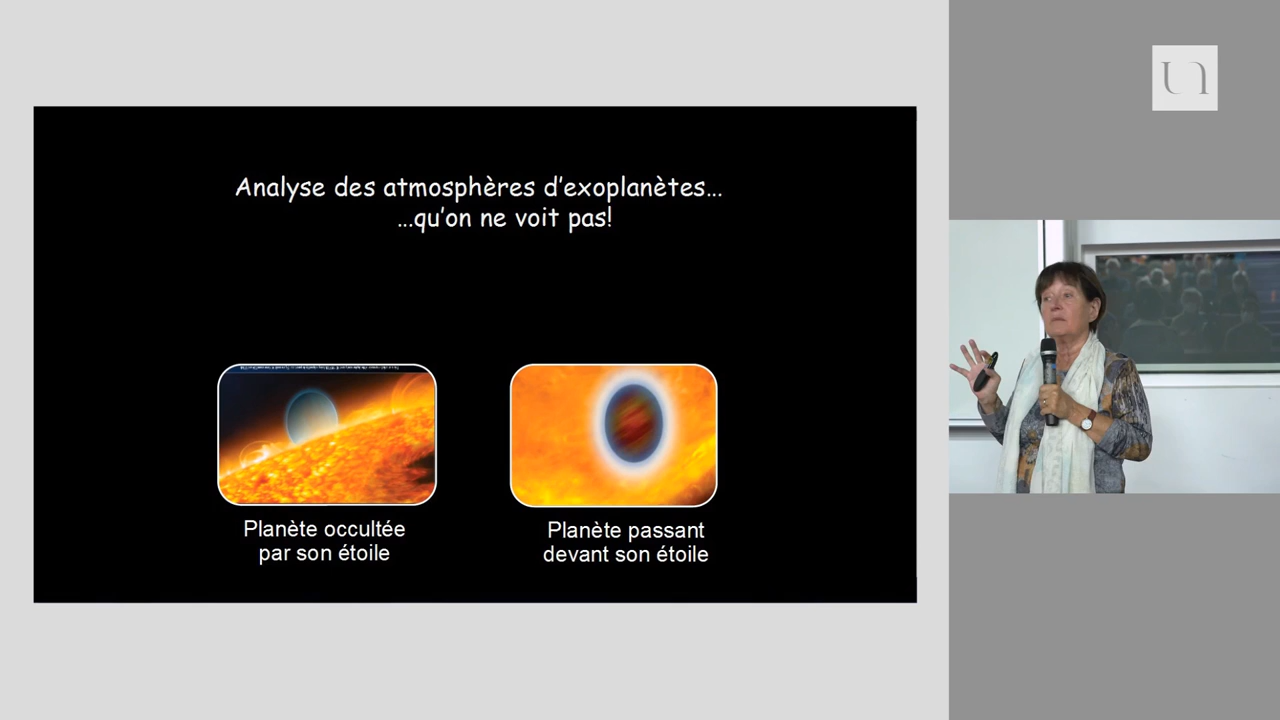 Analyse des atmosphères d'exoplanètes...
...qu'on ne voit pas!
Planète occultée
par son étoile
Planète passant
devant son étoile